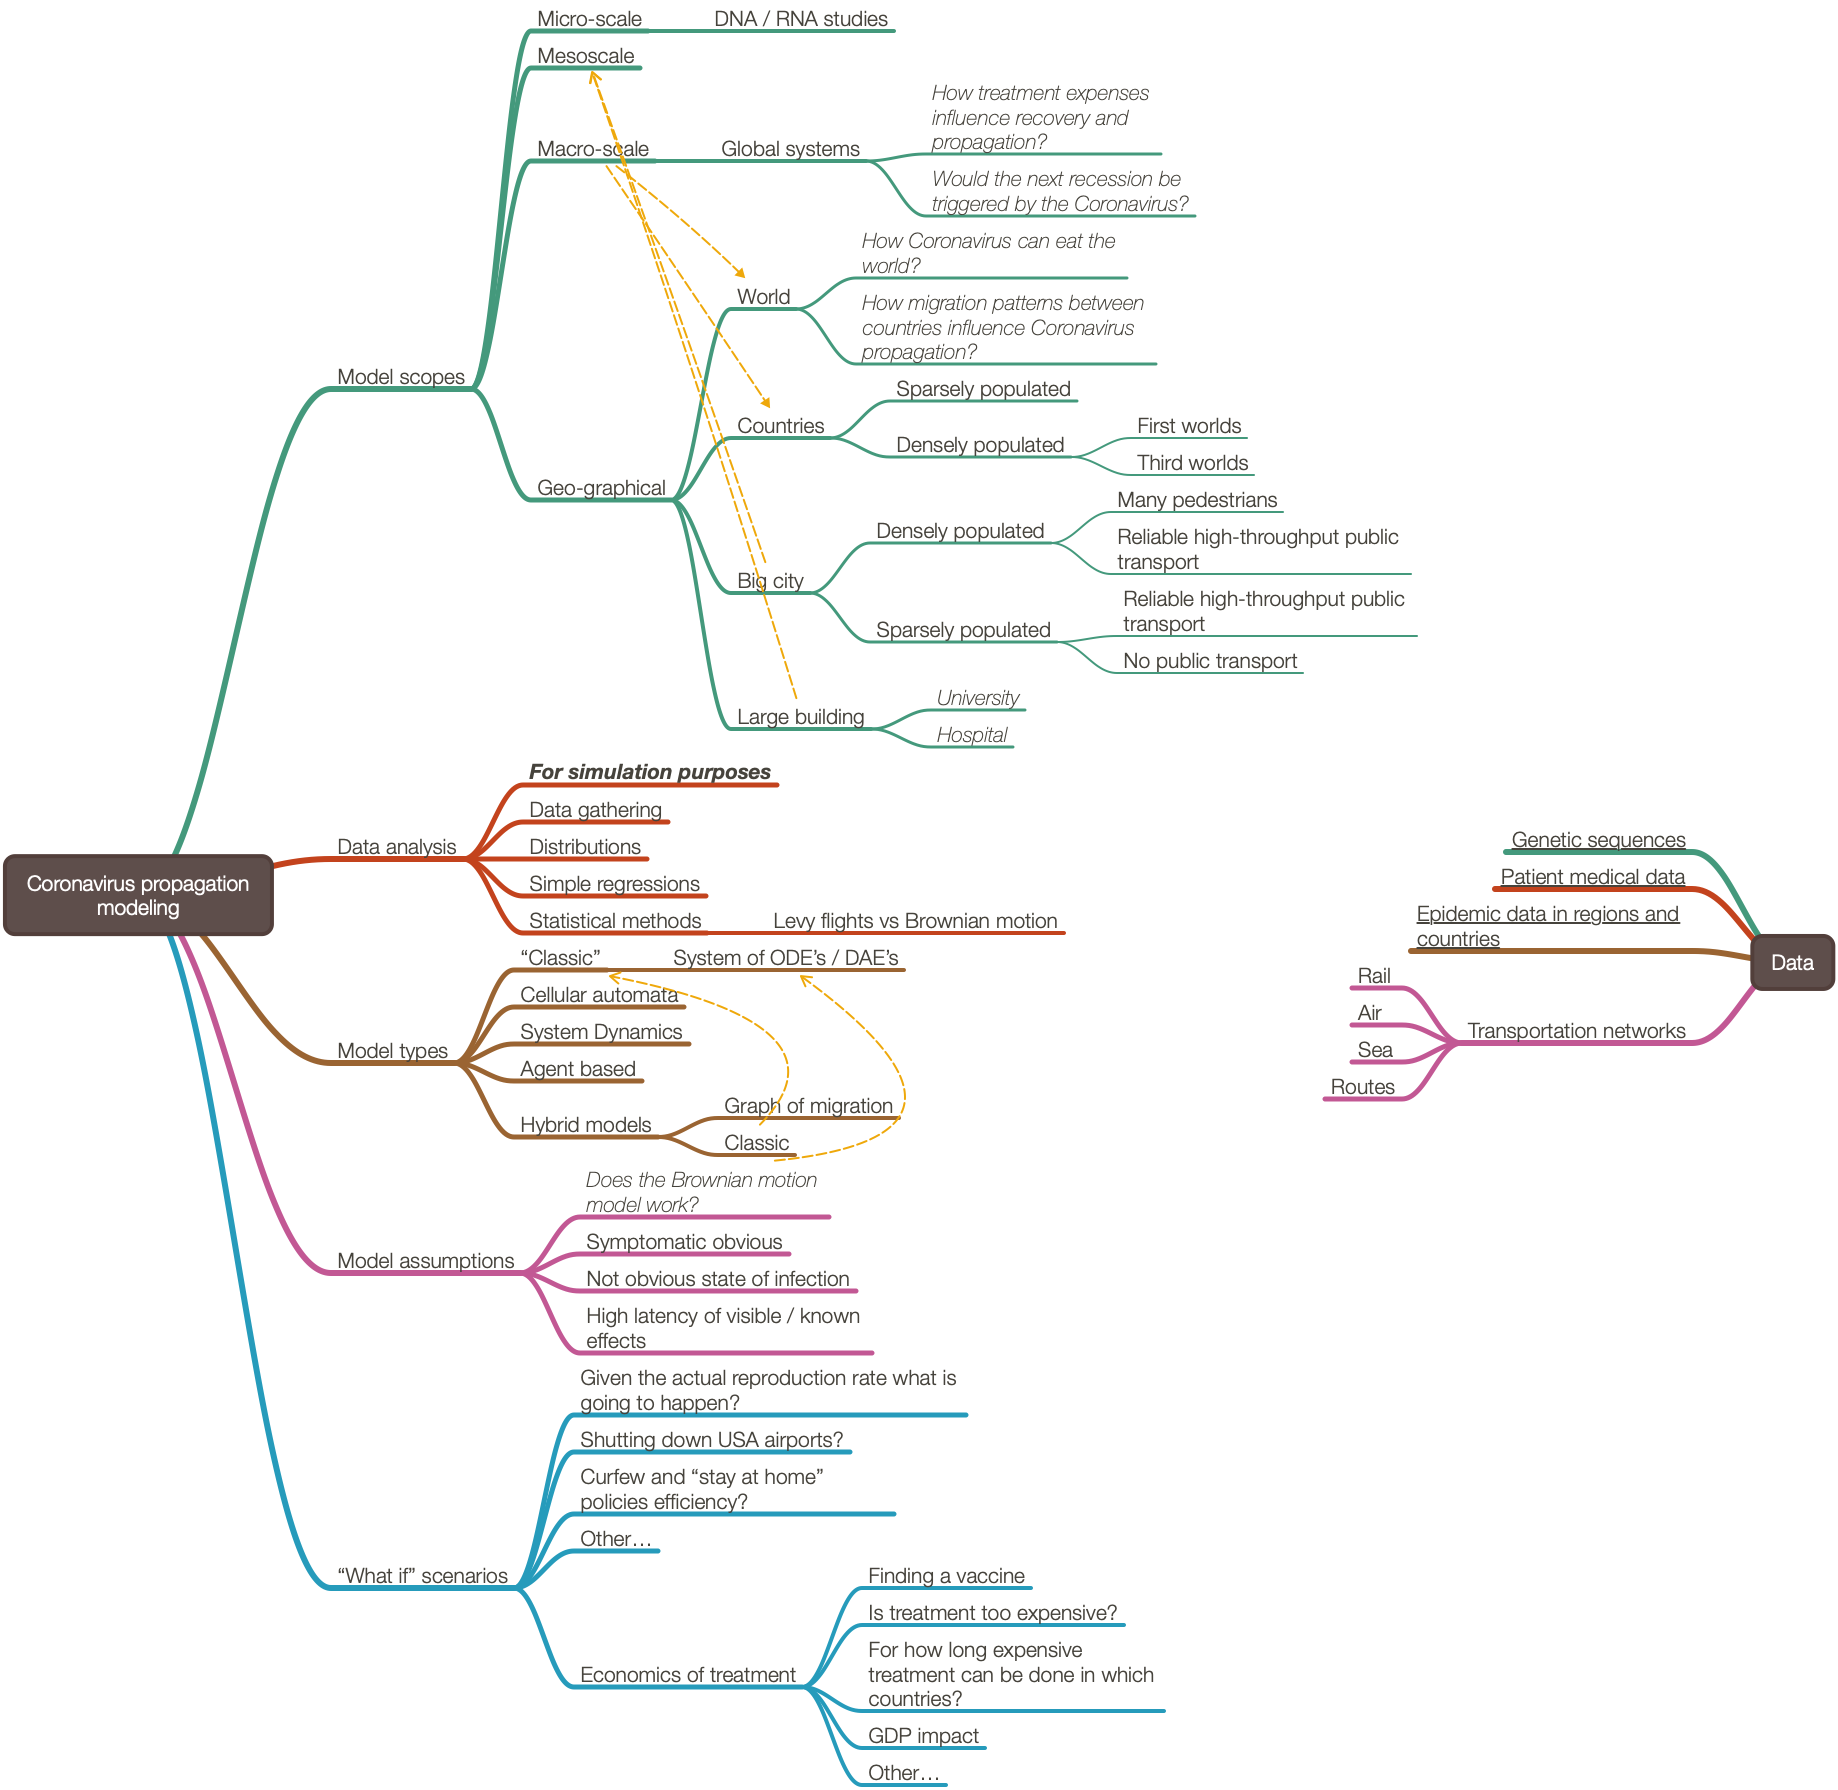 Micro-scale
DNA / RNA studies
Mesoscale
Macro-scale
Global systems
How treatment expenses
influence recovery and
propagation?
Would the next recession be
triggered by the Coronavirus?
Model scopes
Geo-graphical
World
How Coronavirus can eat the
world?
How migration patterns between
countries influence Coronavirus
propagation?
Countries
Sparsely populated
Densely populated
First worlds
Third worlds
Big city
Densely populated
Many pedestrians
Reliable high-throughput public
transport
Sparsely populated
Reliable high-throughput public
transport
No public transport
Large building
University
Hospital
Coronavirus propagation
modeling
Data analysis
For simulation purposes
Data gathering
Distributions
Simple regressions
Statistical methods
Levy flights vs Brownian motion
Model types
“Classic”
System of ODE’s / DAE’s
Cellular automata
System Dynamics
Agent based
Hybrid models
Graph of migration
Classic
Model assumptions
Does the Brownian motion
model work?
Symptomatic obvious
Not obvious state of infection
High latency of visible / known
effects
“What if” scenarios
Given the actual reproduction rate what is
going to happen?
Shutting down USA airports?
Curfew and “stay at home”
policies efficiency?
Other…
Economics of treatment
Finding a vaccine
Is treatment too expensive?
For how long expensive
treatment can be done in which
countries?
GDP impact
Other…
Data
Genetic sequences
Patient medical data
Epidemic data in regions and
countries
Transportation networks
Rail
Air
Sea
Routes